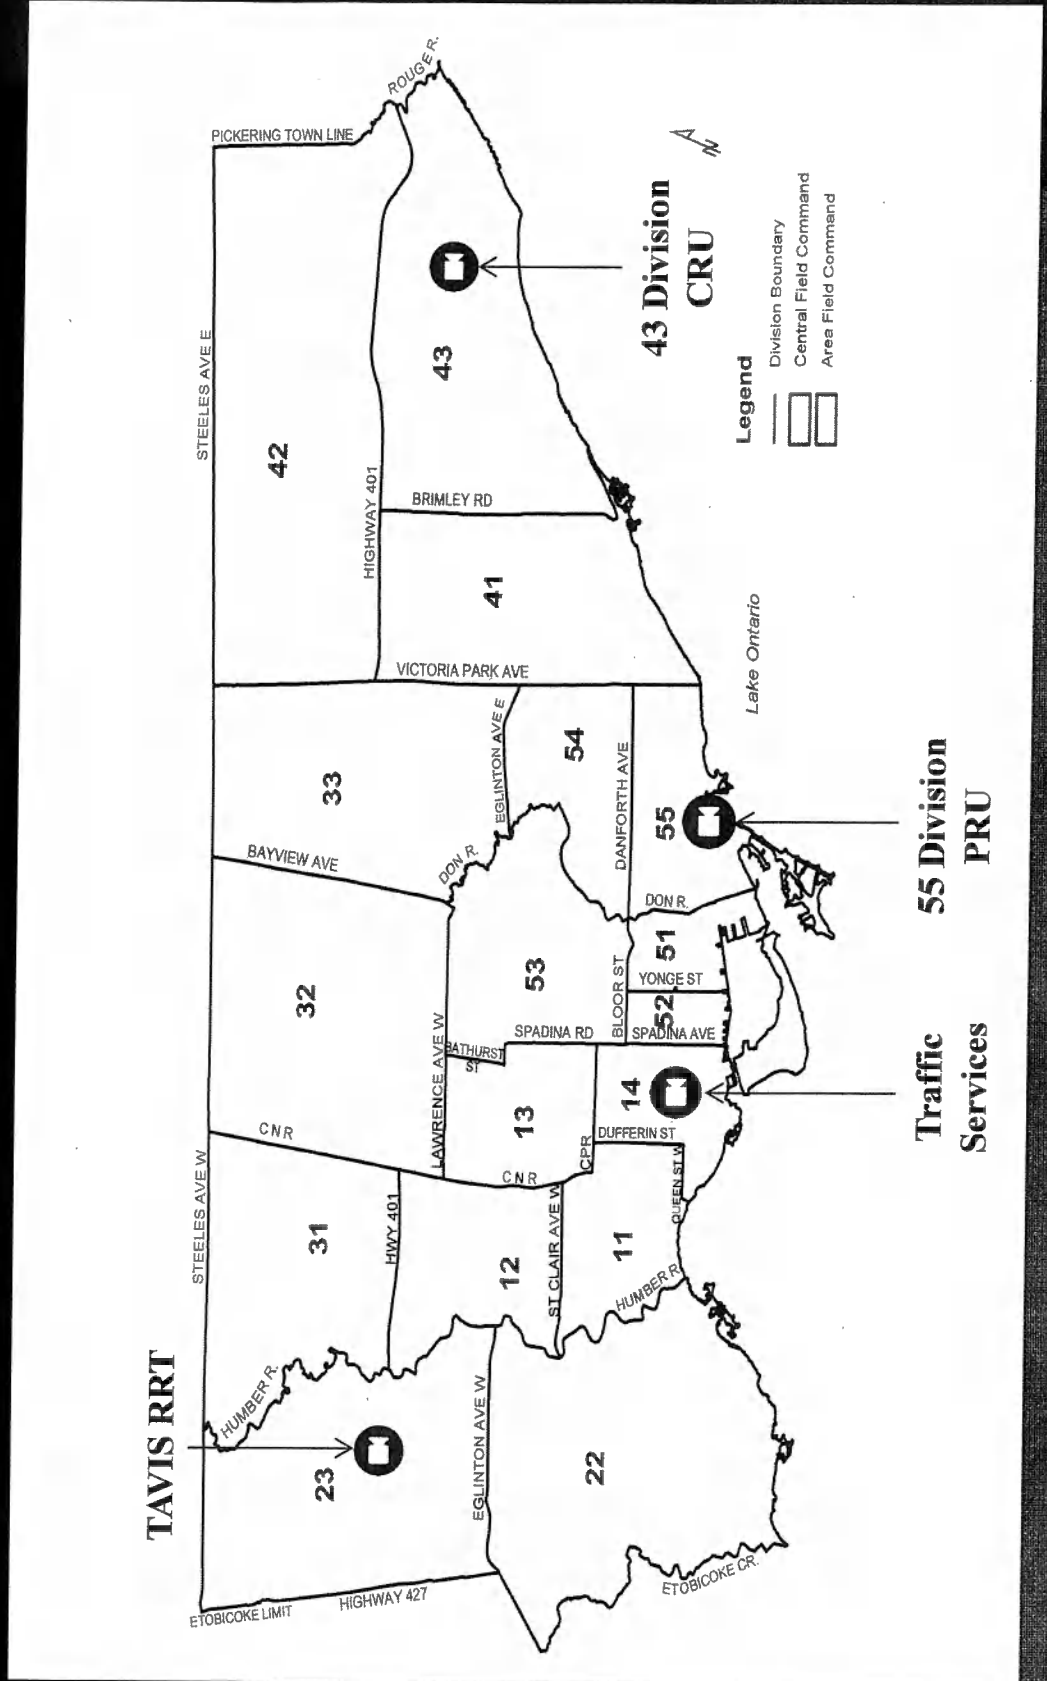 TAVIS RRT
43 Division
CRU
55 Division
PRU
Traffic
Services
STEELES AVE W
STEELES AVE E
PICKERING TOWN LINE
ROUGE R.
ETOBICOKE LIMIT
HIGHWAY 427
HUMBER R.
23
31
CNR
32
BAYVIEW AVE
33
42
HIGHWAY 401
HWY 401
LAWRENCE AVE W
DON R.
EGLINTON AVE E
VICTORIA PARK AVE
BRIMLEY RD
43
41
EGLINTON AVE W
12
CNR
BATHURST
ST
13
SPADINA RD
53
54
ST CLAIR AVE W
CPR
BLOOR ST
DANFORTH AVE
22
HUMBER R.
11
DUFFERIN ST
14
SPADINA AVE
52
YONGE ST
51
DON R.
55
QUEEN ST W
ETOBICOKE CR.
Lake Ontario
N
Legend
Division Boundary
Central Field Command
Area Field Command